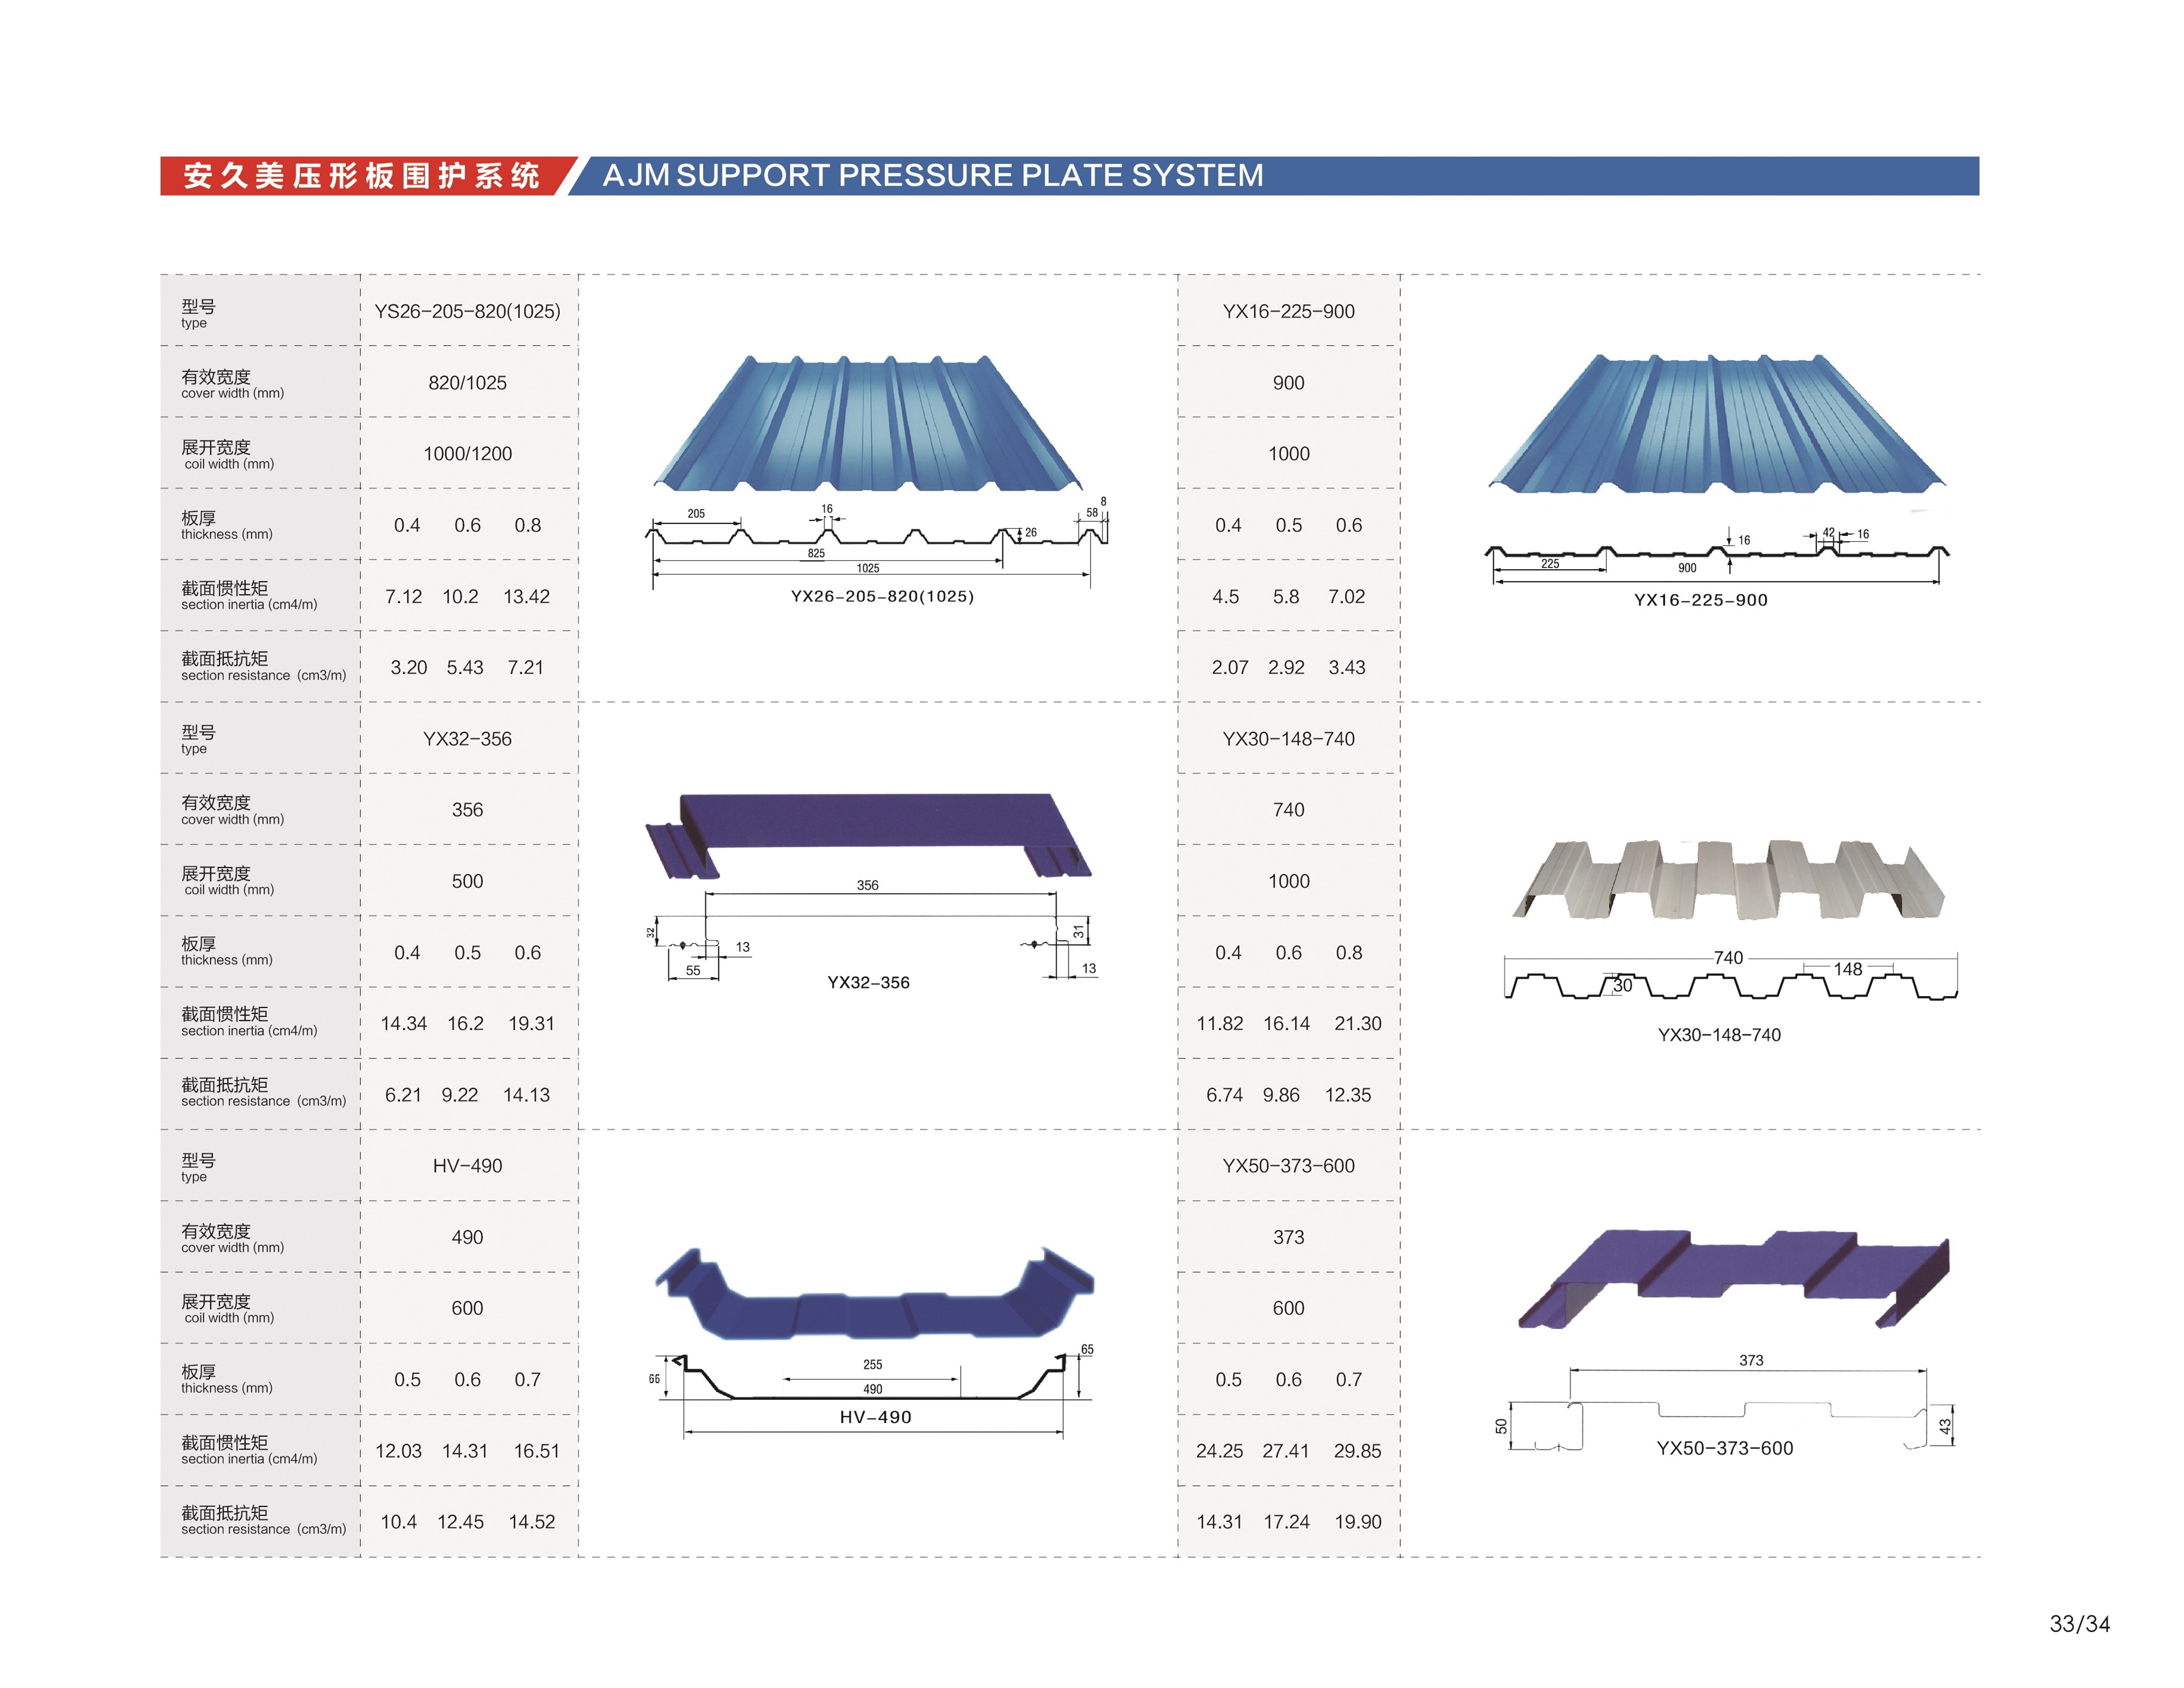 安久美压形板围护系统 AJM SUPPORT PRESSURE PLATE SYSTEM
型号
type
YS26-205-820(1025)
YX16-225-900
有效宽度
cover width (mm)
820/1025
900
展开宽度
coil width (mm)
1000/1200
1000
板厚
thickness (mm)
0.4 0.6 0.8
0.4 0.5 0.6
截面惯性矩
section inertia (cm4/m)
7.12 10.2 13.42
4.5 5.8 7.02
截面抵抗矩
section resistance (cm3/m)
3.20 5.43 7.21
2.07 2.92 3.43
205
16
58
8
26
825
1025
YX26-205-820(1025)
16
42
16
225
900
YX16-225-900
型号
type
YX32-356
YX30-148-740
有效宽度
cover width (mm)
356
740
展开宽度
coil width (mm)
500
1000
板厚
thickness (mm)
0.4 0.5 0.6
0.4 0.6 0.8
截面惯性矩
section inertia (cm4/m)
14.34 16.2 19.31
11.82 16.14 21.30
截面抵抗矩
section resistance (cm3/m)
6.21 9.22 14.13
6.74 9.86 12.35
356
32
13
55
31
13
YX32-356
740
148
30
YX30-148-740
型号
type
HV-490
YX50-373-600
有效宽度
cover width (mm)
490
373
展开宽度
coil width (mm)
600
600
板厚
thickness (mm)
0.5 0.6 0.7
0.5 0.6 0.7
截面惯性矩
section inertia (cm4/m)
12.03 14.31 16.51
24.25 27.41 29.85
截面抵抗矩
section resistance (cm3/m)
10.4 12.45 14.52
14.31 17.24 19.90
66
255
490
65
HV-490
373
50
43
YX50-373-600
33/34